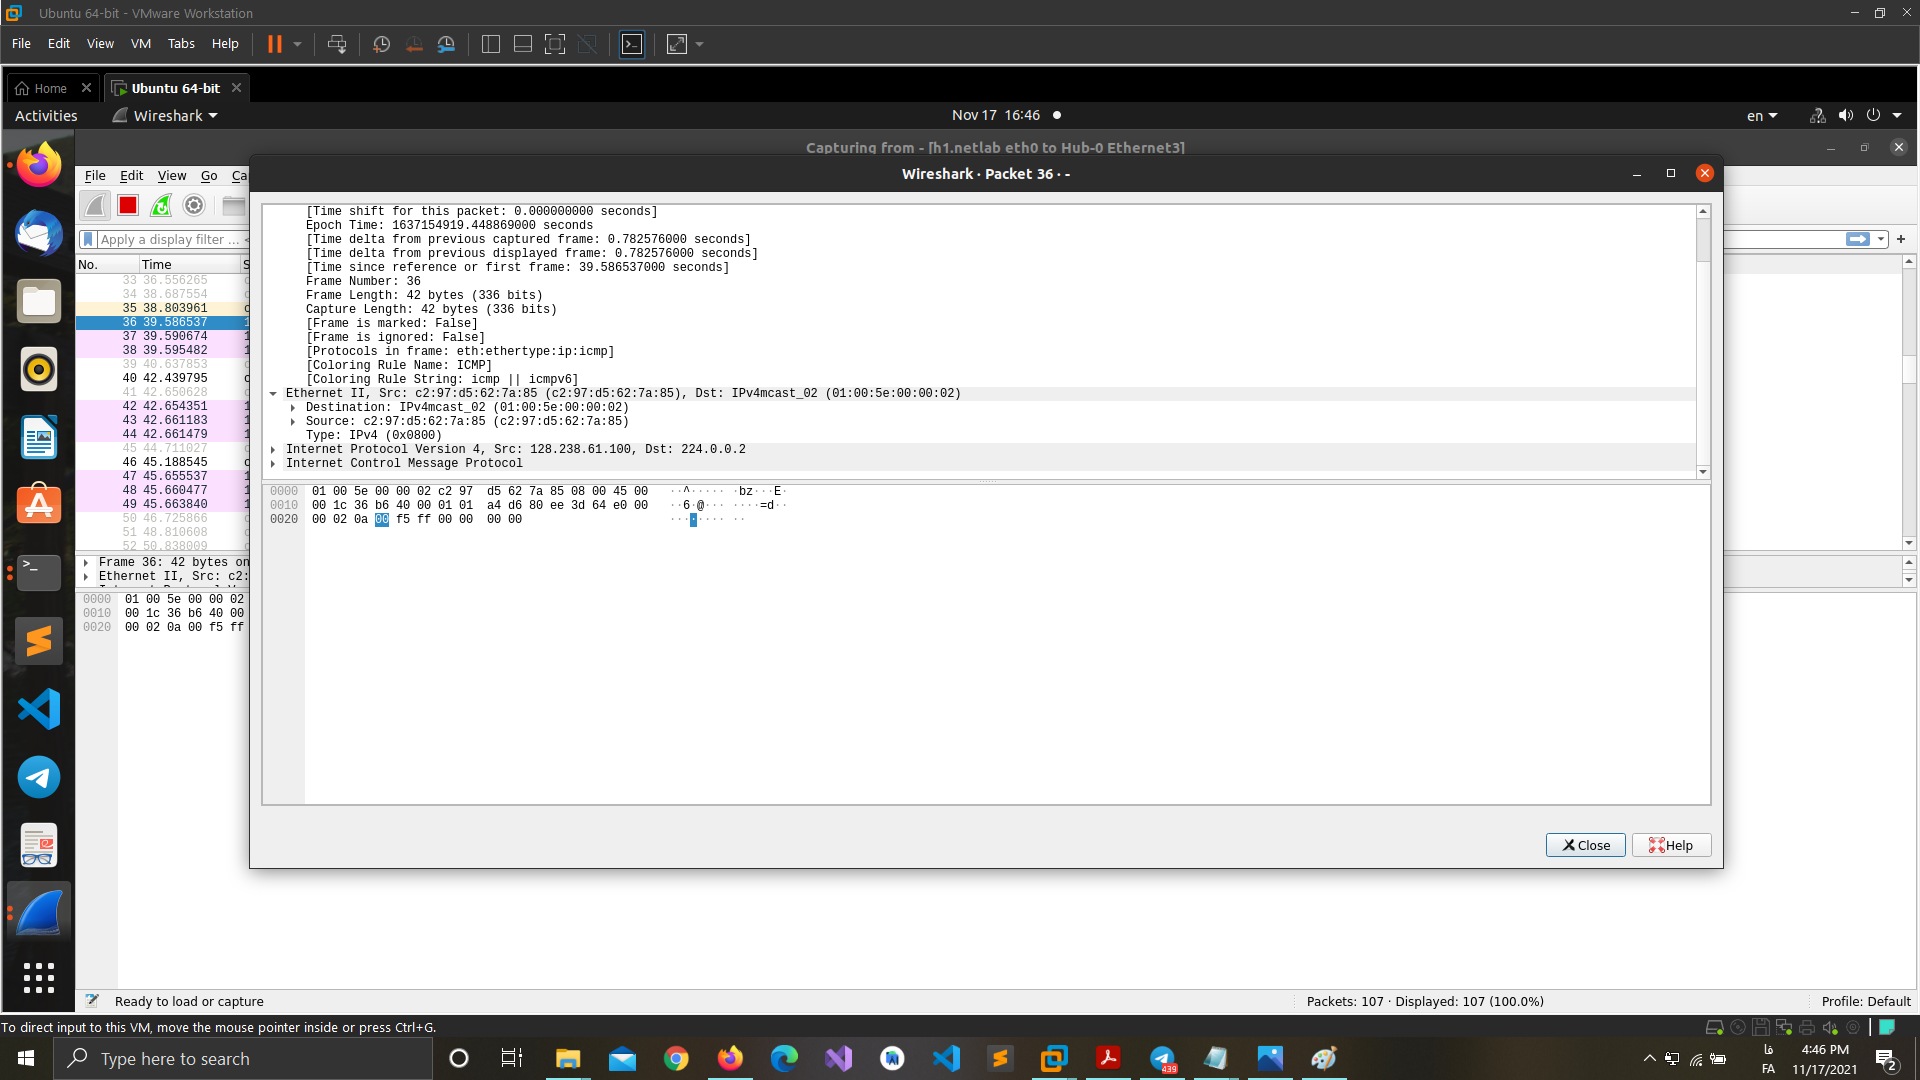 Ubuntu 64-bit - VMware Workstation
File Edit View VM Tabs Help
Home
Ubuntu 64-bit
Activities Wireshark Nov 17 16:46 en
Capturing from - [h1.netlab eth0 to Hub-0 Ethernet3]
Wireshark · Packet 36 · -
File Edit View Go Ca
Apply a display filter ... <
No. Time S
33 36.556265 c
34 38.687554 c
35 38.803961 c
36 39.586537 1
37 39.590674 1
38 39.595482 1
39 40.637853 c
40 42.439795 c
41 42.650628 c
42 42.654351 1
43 42.661183 1
44 42.661479 1
45 44.711027 c
46 45.188545 c
47 45.655537 1
48 45.660477 1
49 45.663840 1
50 46.725866 c
51 48.810608 c
52 50.838009 c
Frame 36: 42 bytes on
Ethernet II, Src: c2:
0000 01 00 5e 00 00 02
0010 00 1c 36 b6 40 00
0020 00 02 0a 00 f5 ff
[Time shift for this packet: 0.000000000 seconds]
Epoch Time: 1637154919.448869000 seconds
[Time delta from previous captured frame: 0.782576000 seconds]
[Time delta from previous displayed frame: 0.782576000 seconds]
[Time since reference or first frame: 39.586537000 seconds]
Frame Number: 36
Frame Length: 42 bytes (336 bits)
Capture Length: 42 bytes (336 bits)
[Frame is marked: False]
[Frame is ignored: False]
[Protocols in frame: eth:ethertype:ip:icmp]
[Coloring Rule Name: ICMP]
[Coloring Rule String: icmp || icmpv6]
Ethernet II, Src: c2:97:d5:62:7a:85 (c2:97:d5:62:7a:85), Dst: IPv4mcast_02 (01:00:5e:00:00:02)
Destination: IPv4mcast_02 (01:00:5e:00:00:02)
Source: c2:97:d5:62:7a:85 (c2:97:d5:62:7a:85)
Type: IPv4 (0x0800)
Internet Protocol Version 4, Src: 128.238.61.100, Dst: 224.0.0.2
Internet Control Message Protocol
0000 01 00 5e 00 00 02 c2 97 d5 62 7a 85 08 00 45 00 ··^····· ·bz···E·
0010 00 1c 36 b6 40 00 01 01 a4 d6 80 ee 3d 64 e0 00 ··6·@··· ····=d··
0020 00 02 0a 00 f5 ff 00 00 00 00 ········ ··
Close Help
Ready to load or capture Packets: 107 · Displayed: 107 (100.0%) Profile: Default
To direct input to this VM, move the mouse pointer inside or press Ctrl+G.
Type here to search
439
فا
FA
4:46 PM
11/17/2021
2